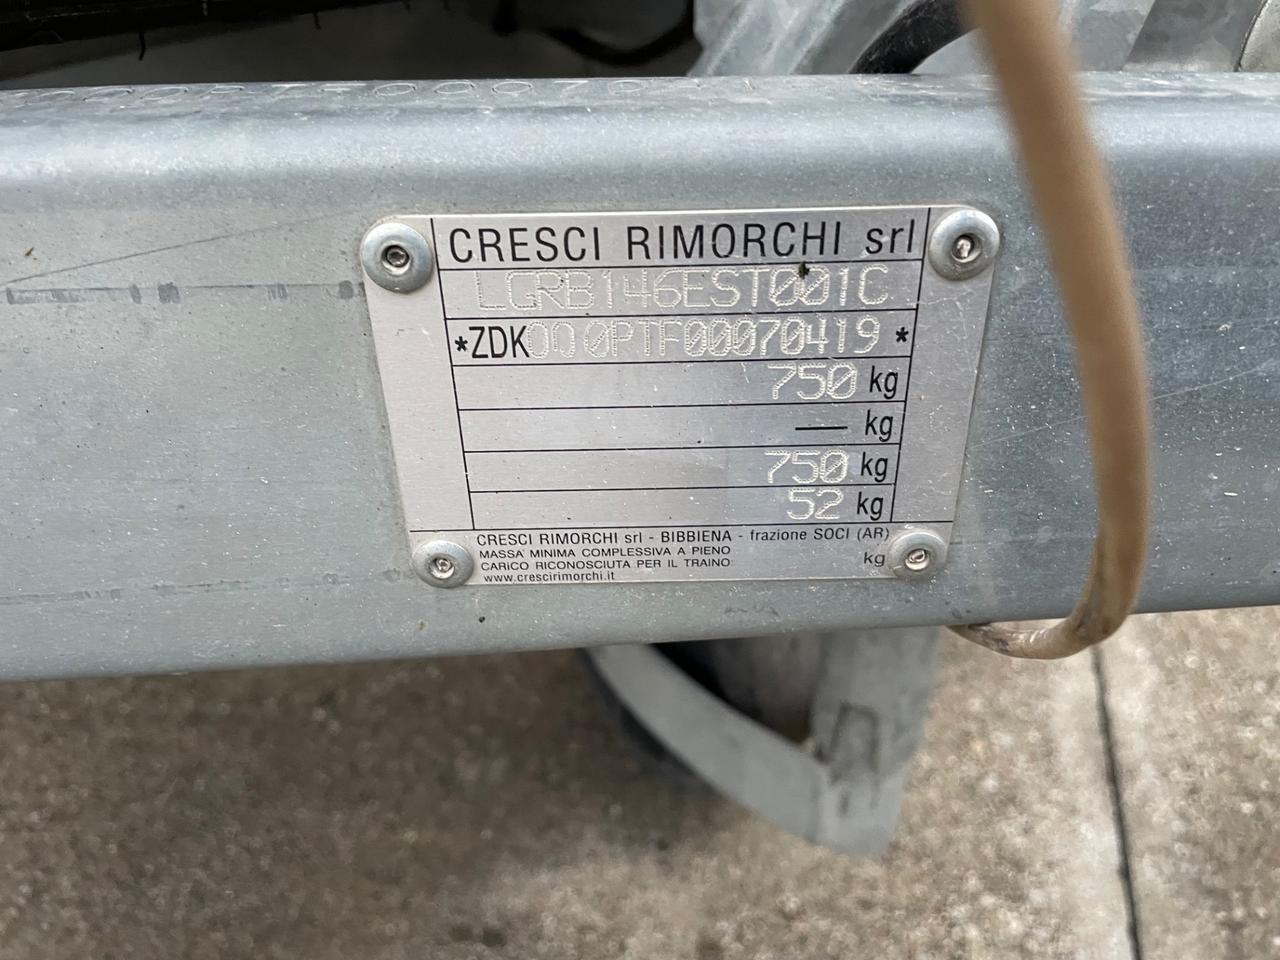 CRESCI RIMORCHI srl
LGRB146EST001C
*ZDK000PTF00070419*
750 kg
— kg
750 kg
52 kg
CRESCI RIMORCHI srl - BIBBIENA - frazione SOCI (AR)
MASSA MINIMA COMPLESSIVA A PIENO
CARICO RICONOSCIUTA PER IL TRAINO: kg
www.crescirimorchi.it